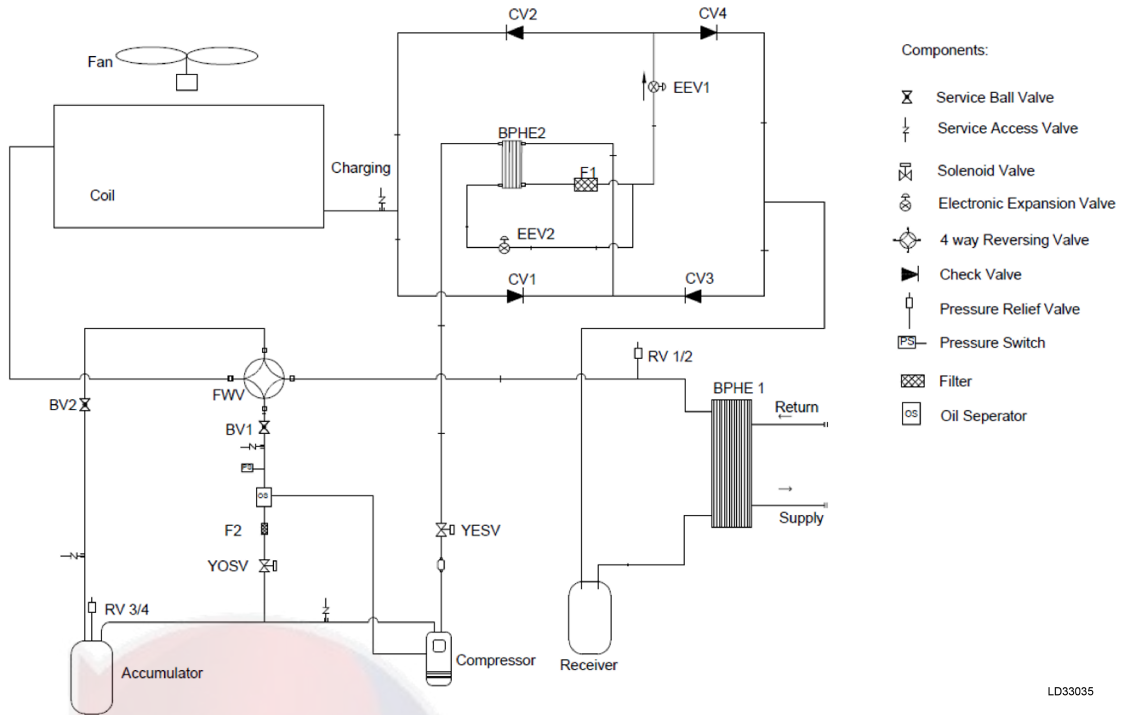 CV2
CV4
Fan
EEV1
BPHE2
Charging
F1
Coil
EEV2
CV1
CV3
RV 1/2
FWV
BPHE 1
BV2
Return
BV1
PS
OS
F2
YESV
Supply
YOSV
RV 3/4
Accumulator
Compressor
Receiver
Components:
Service Ball Valve
Service Access Valve
Solenoid Valve
Electronic Expansion Valve
4 way Reversing Valve
Check Valve
Pressure Relief Valve
PS Pressure Switch
Filter
OS Oil Seperator
LD33035